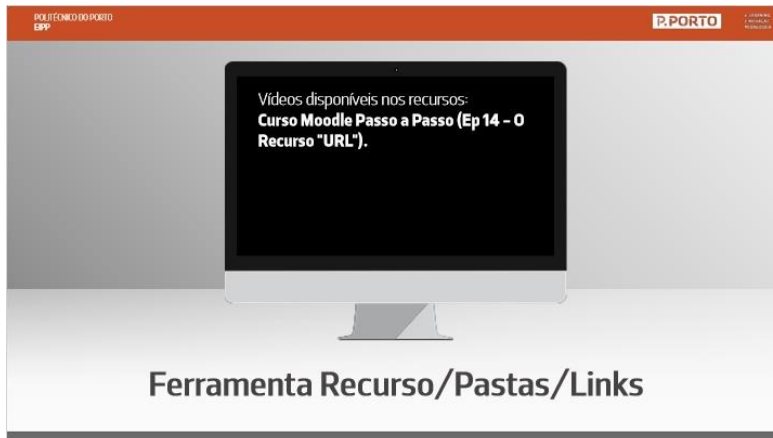 POLITÉCNICO DO PORTO
EIPP
P.PORTO
Vídeos disponíveis nos recursos:
Curso Moodle Passo a Passo (Ep 14 – O
Recurso "URL").
Ferramenta Recurso/Pastas/Links